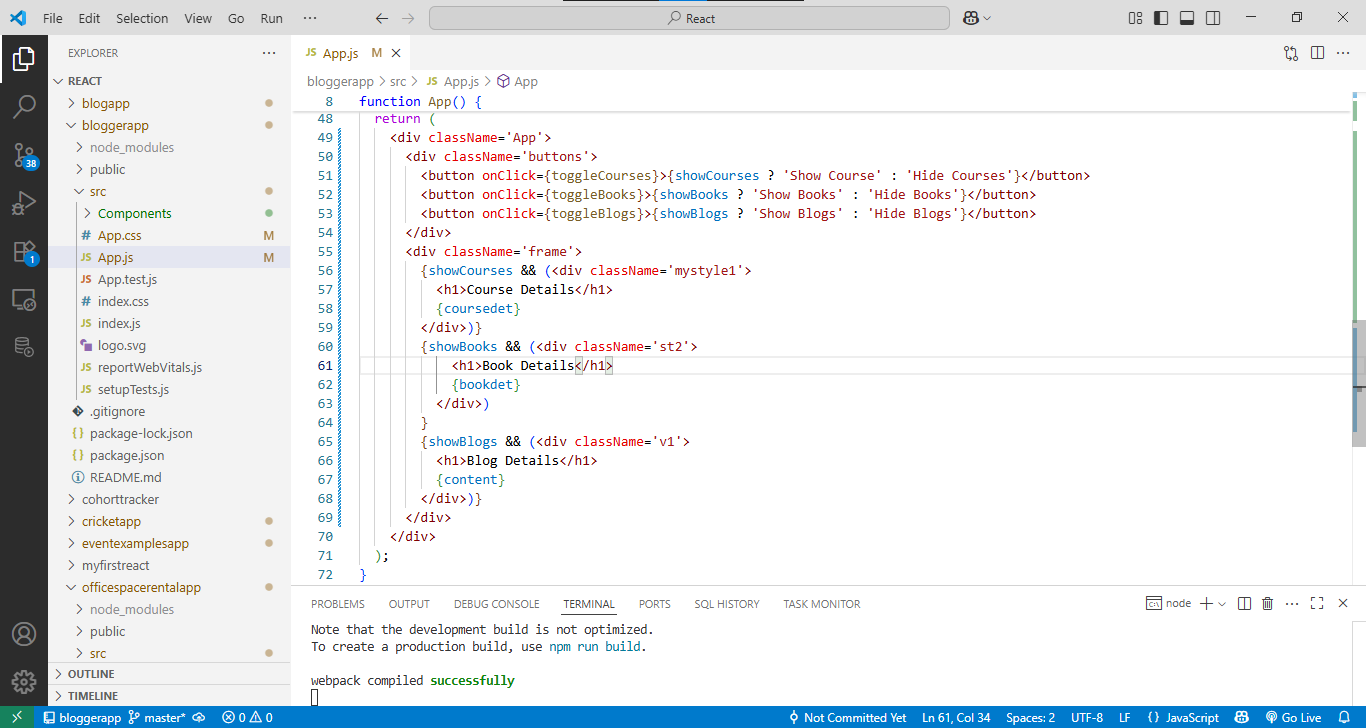 File Edit Selection View Go Run ··· React
EXPLORER ···
REACT
blogapp
bloggerapp
node_modules
public
src
Components
# App.css M
JS App.js M
JS App.test.js
# index.css
JS index.js
logo.svg
JS reportWebVitals.js
JS setupTests.js
.gitignore
{} package-lock.json
{} package.json
README.md
cohorttracker
cricketapp
eventexamplesapp
myfirstreact
officespacerentalapp
node_modules
public
src
OUTLINE
TIMELINE
38
1
JS App.js M
bloggerapp > src > JS App.js > App
8 function App() {
48 return (
49 <div className='App'>
50 <div className='buttons'>
51 <button onClick={toggleCourses}>{showCourses ? 'Show Course' : 'Hide Courses'}</button>
52 <button onClick={toggleBooks}>{showBooks ? 'Show Books' : 'Hide Books'}</button>
53 <button onClick={toggleBlogs}>{showBlogs ? 'Show Blogs' : 'Hide Blogs'}</button>
54 </div>
55 <div className='frame'>
56 {showCourses && (<div className='mystyle1'>
57 <h1>Course Details</h1>
58 {coursedet}
59 </div>)}
60 {showBooks && (<div className='st2'>
61 <h1>Book Details</h1>
62 {bookdet}
63 </div>)
64 }
65 {showBlogs && (<div className='v1'>
66 <h1>Blog Details</h1>
67 {content}
68 </div>)}
69 </div>
70 </div>
71 );
72 }
PROBLEMS OUTPUT DEBUG CONSOLE TERMINAL PORTS SQL HISTORY TASK MONITOR node
Note that the development build is not optimized.
To create a production build, use npm run build.
webpack compiled successfully
bloggerapp master* 0 0 Not Committed Yet Ln 61, Col 34 Spaces: 2 UTF-8 LF {} JavaScript Go Live